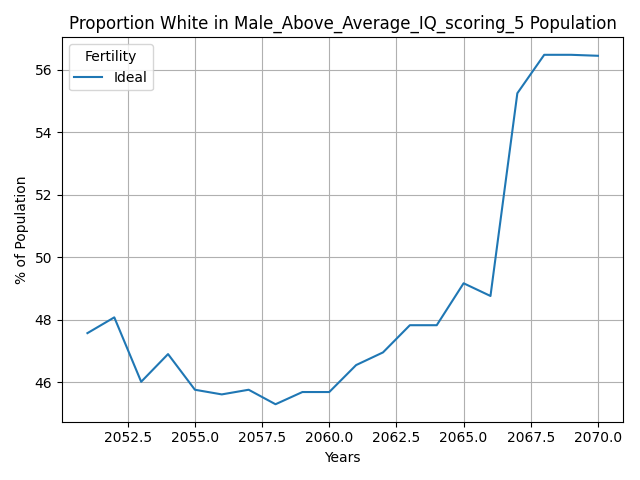 Proportion White in Male_Above_Average_IQ_scoring_5 Population
Fertility
Ideal
% of Population
56
54
52
50
48
46
2052.5 2055.0 2057.5 2060.0 2062.5 2065.0 2067.5 2070.0
Years